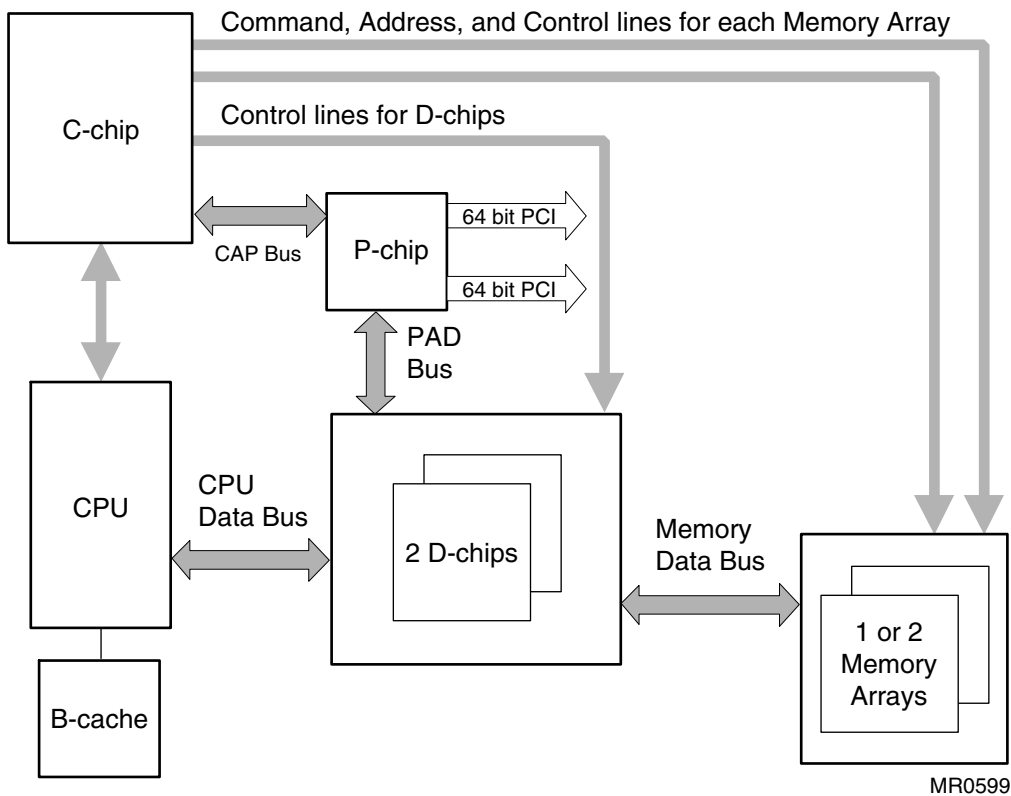 Command, Address, and Control lines for each Memory Array
C-chip
Control lines for D-chips
64 bit PCI
CAP Bus
P-chip
64 bit PCI
PAD
Bus
CPU
CPU
Data Bus
2 D-chips
Memory
Data Bus
1 or 2
Memory
Arrays
B-cache
MR0599